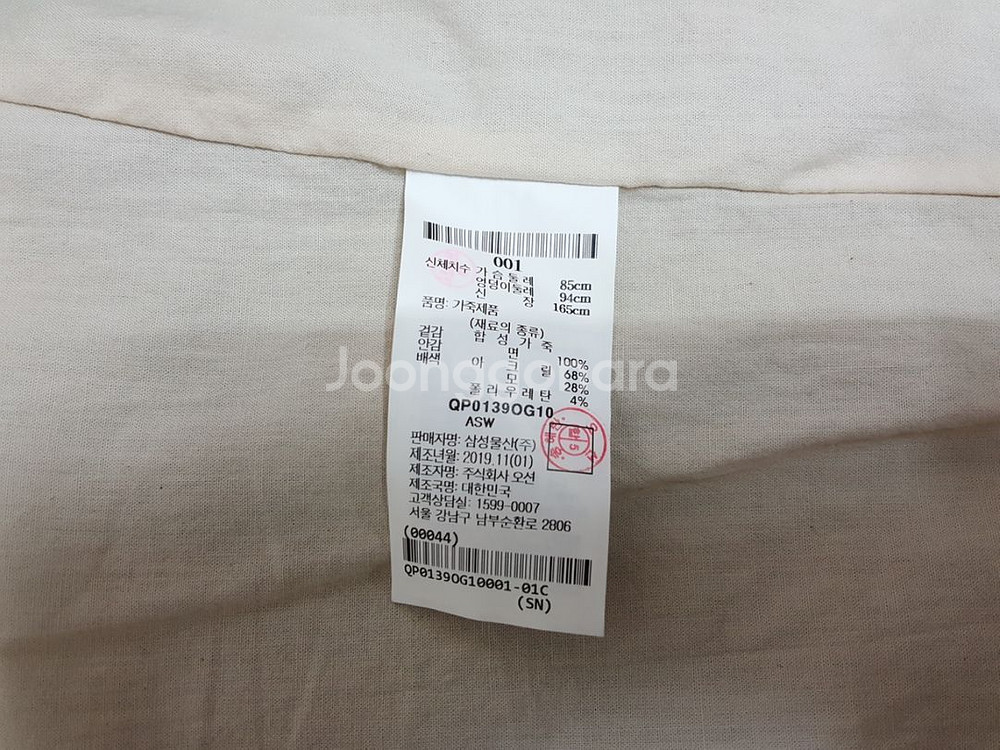 001
신체치수 가슴둘레 85cm
엉덩이둘레 94cm
신장 165cm
품명: 가죽제품
(재료의 종류)
겉감 합성가죽
안감 면 100%
배색 아크릴 68%
모 28%
폴리우레탄 4%
QP0139OG10
ASW
판매자명: 삼성물산(주)
제조년월: 2019.11(01)
제조자명: 주식회사 오션
제조국명: 대한민국
고객상담실: 1599-0007
서울 강남구 남부순환로 2806
(00044)
QP0139OG10001-01C
(SN)
Joonggonara